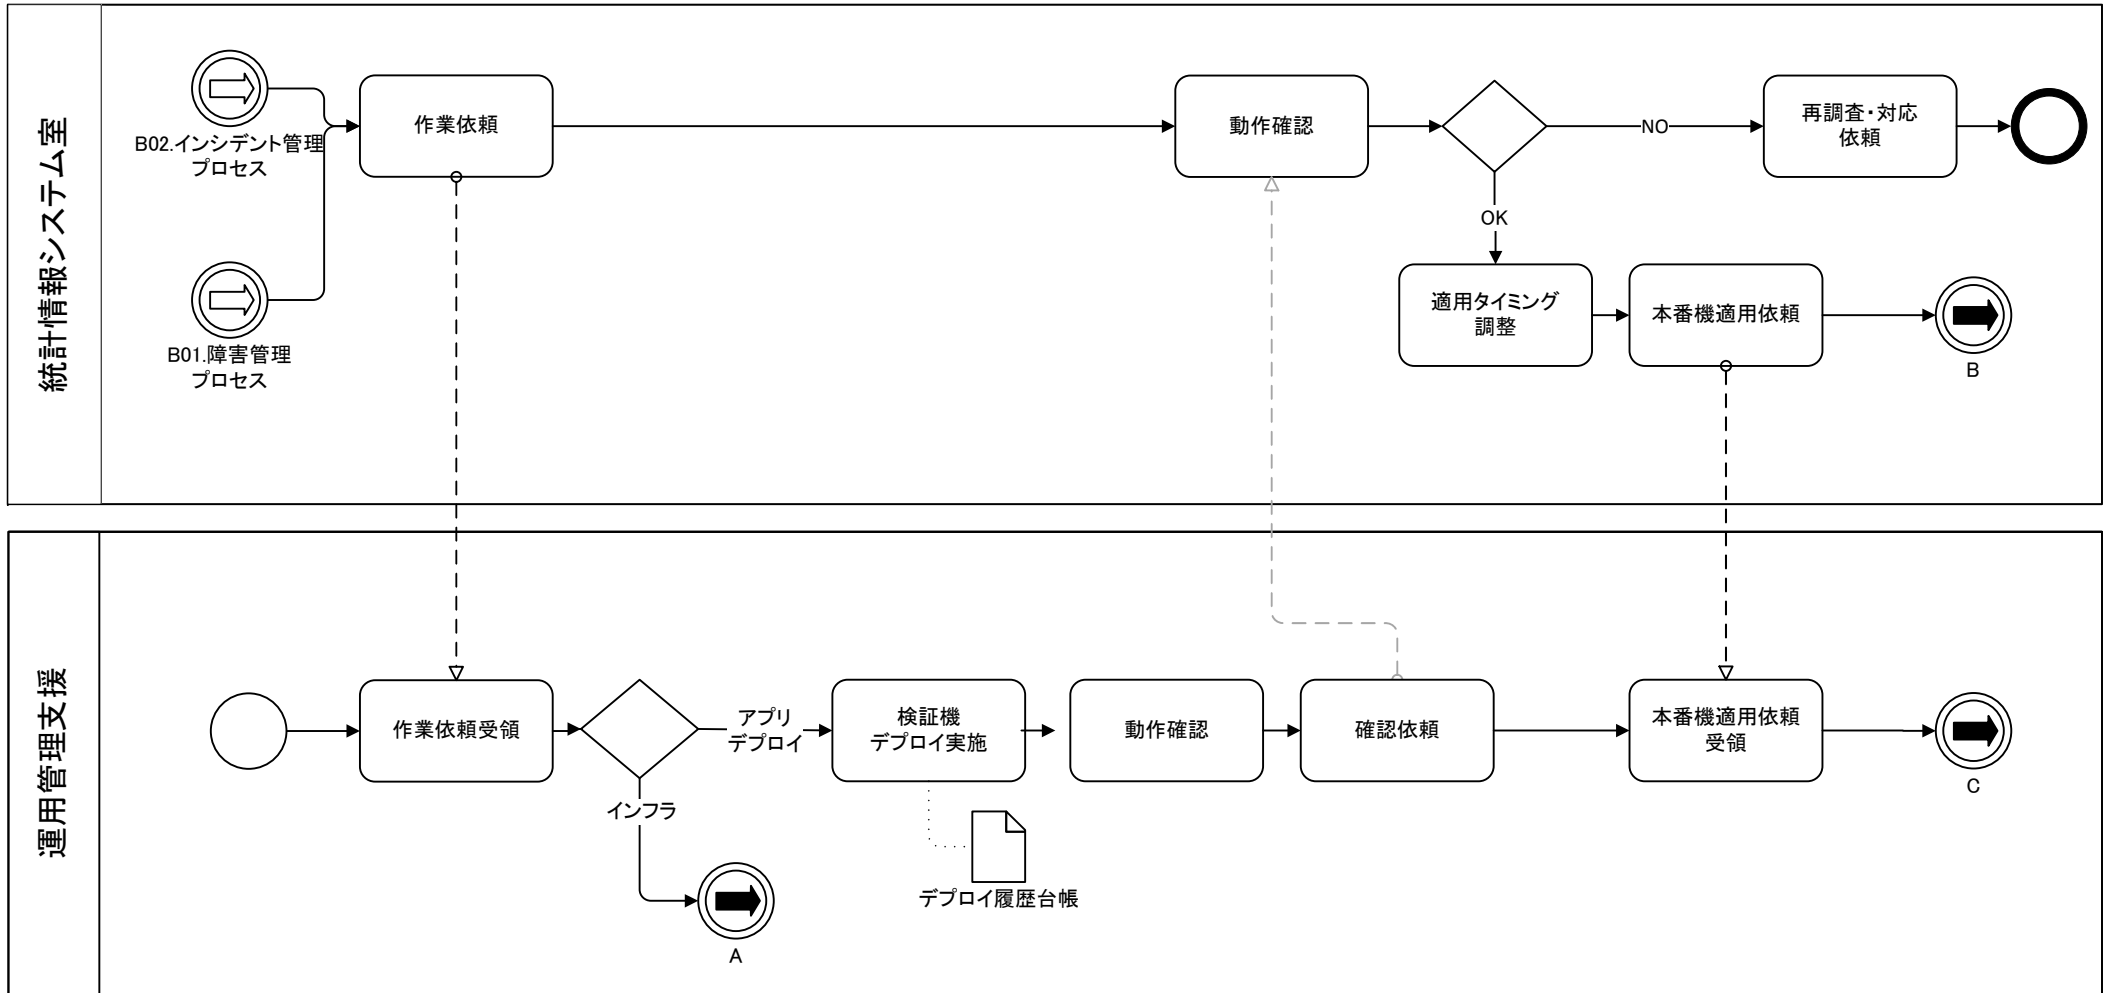 統計情報システム室
B02.インシデント管理
プロセス
作業依頼
動作確認
NO
再調査・対応
依頼
OK
B01.障害管理
プロセス
適用タイミング
調整
本番機適用依頼
B
運用管理支援
作業依頼受領
アプリ
デプロイ
検証機
デプロイ実施
動作確認
確認依頼
本番機適用依頼
受領
C
インフラ
A
デプロイ履歴台帳